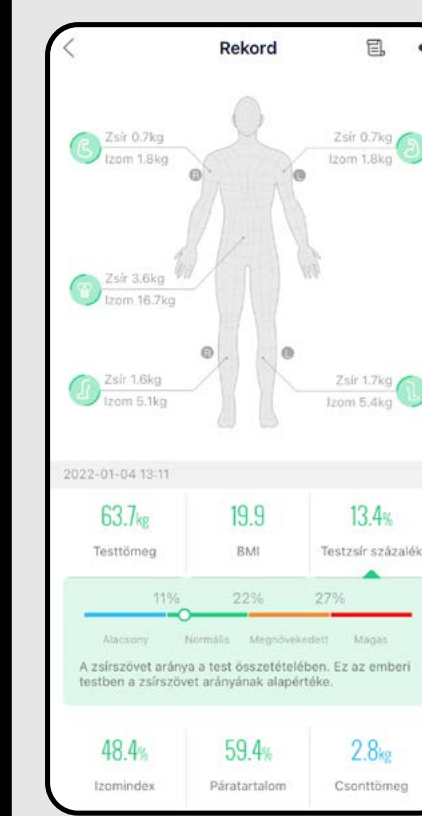 Rekord
Zsír 0.7kg
Izom 1.8kg
Zsír 0.7kg
Izom 1.8kg
R
L
Zsír 3.6kg
Izom 16.7kg
R
L
Zsír 1.6kg
Izom 5.1kg
Zsír 1.7kg
Izom 5.4kg
2022-01-04 13:11
63.7kg
19.9
13.4%
Testtömeg
BMI
Testzsír százalék
11%
22%
27%
Alacsony
Normális
Megnövekedett
Magas
A zsírszövet aránya a test összetételében. Ez az emberi
testben a zsírszövet arányának alapértéke.
48.4%
59.4%
2.8kg
Izomindex
Páratartalom
Csonttömeg